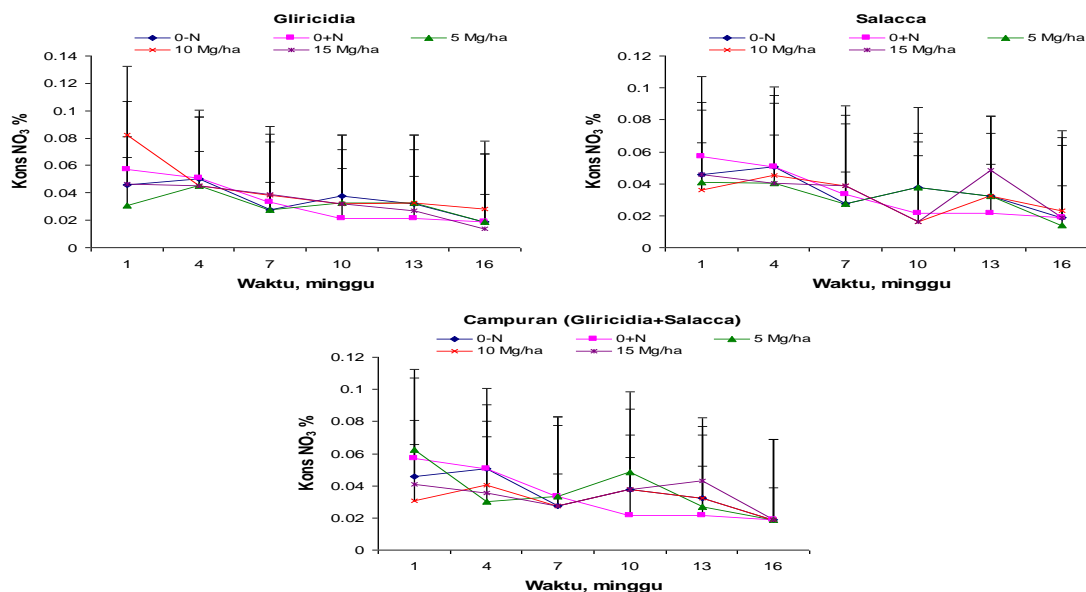 Gliricidia
0-N 0+N 5 Mg/ha
10 Mg/ha 15 Mg/ha
0.14
0.12
0.1
0.08
0.06
0.04
0.02
0
Kons NO3 %
1 4 7 10 13 16
Waktu, minggu
Salacca
0-N 0+N 5 Mg/ha
10 Mg/ha 15 Mg/ha
0.12
0.1
0.08
0.06
0.04
0.02
0
Kons NO3 %
1 4 7 10 13 16
Waktu, minggu
Campuran (Gliricidia+Salacca)
0-N 0+N 5 Mg/ha
10 Mg/ha 15 Mg/ha
0.12
0.1
0.08
0.06
0.04
0.02
0
Kons NO3 %
1 4 7 10 13 16
Waktu, minggu